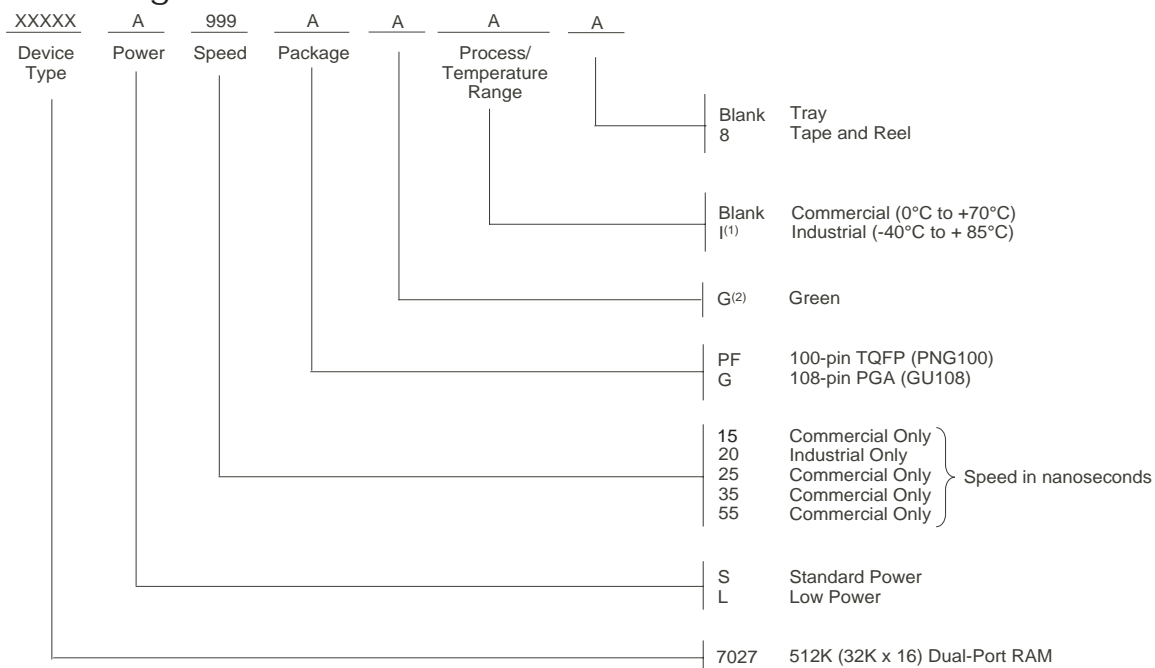 XXXXX A 999 A A A A
Device Type Power Speed Package Process/ Temperature Range
Blank Tray
8 Tape and Reel
Blank Commercial (0°C to +70°C)
I(1) Industrial (-40°C to + 85°C)
G(2) Green
PF 100-pin TQFP (PNG100)
G 108-pin PGA (GU108)
15 Commercial Only
20 Industrial Only
25 Commercial Only Speed in nanoseconds
35 Commercial Only
55 Commercial Only
S Standard Power
L Low Power
7027 512K (32K x 16) Dual-Port RAM